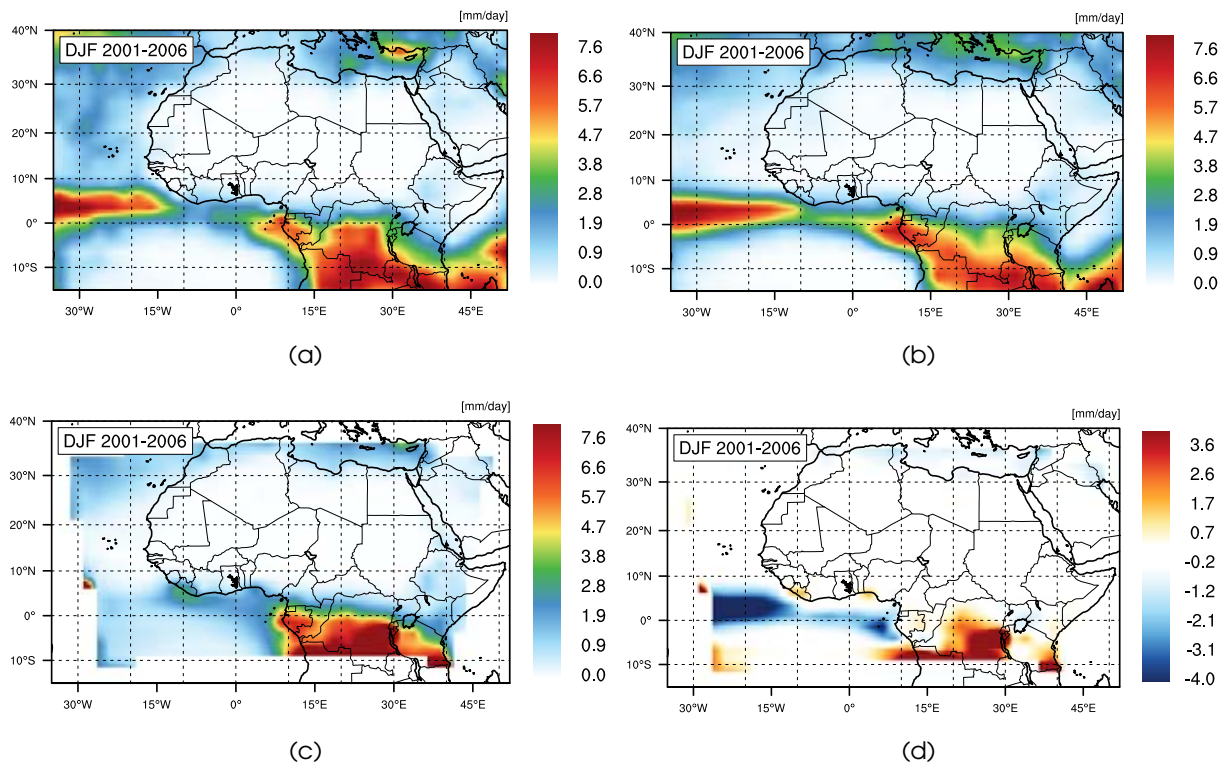 [mm/day]
DJF 2001-2006
40°N
30°N
20°N
10°N
0°
10°S
30°W 15°W 0° 15°E 30°E 45°E
7.6
6.6
5.7
4.7
3.8
2.8
1.9
0.9
0.0
(a)
[mm/day]
DJF 2001-2006
40°N
30°N
20°N
10°N
0°
10°S
30°W 15°W 0° 15°E 30°E 45°E
7.6
6.6
5.7
4.7
3.8
2.8
1.9
0.9
0.0
(b)
[mm/day]
DJF 2001-2006
40°N
30°N
20°N
10°N
0°
10°S
30°W 15°W 0° 15°E 30°E 45°E
7.6
6.6
5.7
4.7
3.8
2.8
1.9
0.9
0.0
(c)
[mm/day]
DJF 2001-2006
40°N
30°N
20°N
10°N
0°
10°S
30°W 15°W 0° 15°E 30°E 45°E
3.6
2.7
1.7
0.7
-0.2
-1.2
-2.1
-3.1
-4.0
(d)